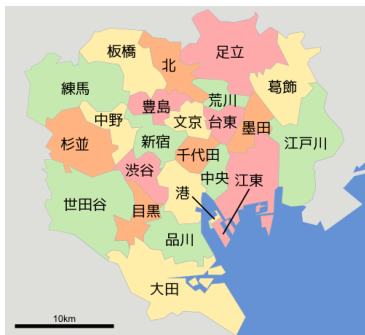 足立
板橋
北
葛飾
練馬
荒川
豊島
中野
文京
台東
墨田
杉並
新宿
江戸川
千代田
渋谷
中央
江東
港
世田谷
目黒
品川
大田
10km